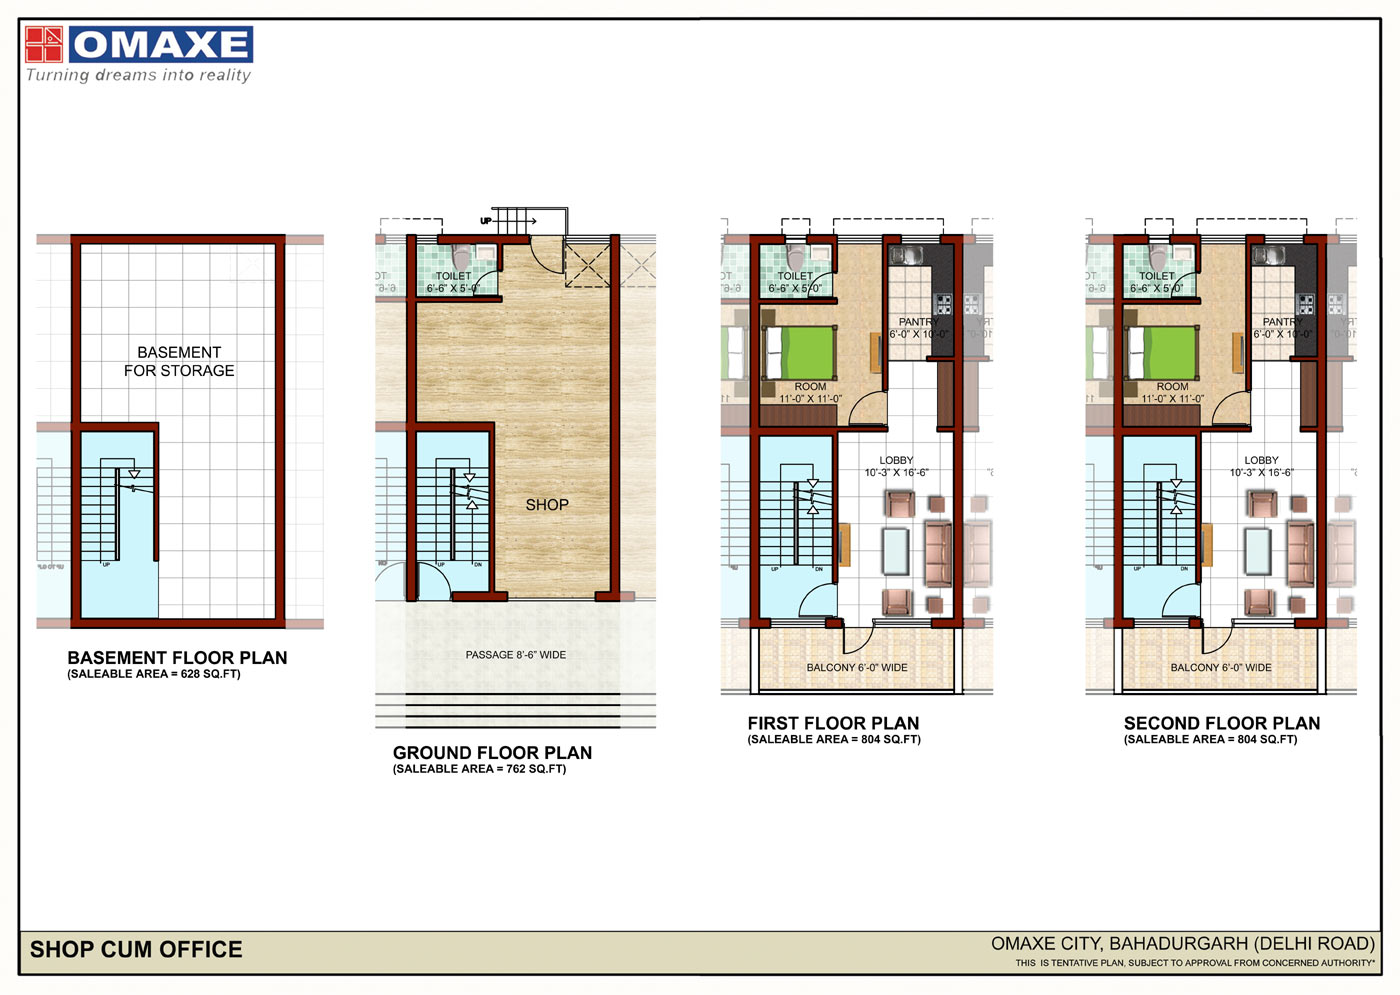 OMAXE
Turning dreams into reality
BASEMENT
FOR STORAGE
UP
BASEMENT FLOOR PLAN
(SALEABLE AREA = 628 SQ.FT)
UP
TOILET
6'-6" X 5'-0"
SHOP
UP
DN
PASSAGE 8'-6" WIDE
GROUND FLOOR PLAN
(SALEABLE AREA = 762 SQ.FT)
TOILET
6'-6" X 5'-0"
PANTRY
6'-0" X 10'-0"
ROOM
11'-0" X 11'-0"
LOBBY
10'-3" X 16'-6"
UP
DN
BALCONY 6'-0" WIDE
FIRST FLOOR PLAN
(SALEABLE AREA = 804 SQ.FT)
TOILET
6'-6" X 5'-0"
PANTRY
6'-0" X 10'-0"
ROOM
11'-0" X 11'-0"
LOBBY
10'-3" X 16'-6"
UP
DN
BALCONY 6'-0" WIDE
SECOND FLOOR PLAN
(SALEABLE AREA = 804 SQ.FT)
SHOP CUM OFFICE
OMAXE CITY, BAHADURGARH (DELHI ROAD)
THIS IS TENTATIVE PLAN, SUBJECT TO APPROVAL FROM CONCERNED AUTHORITY*